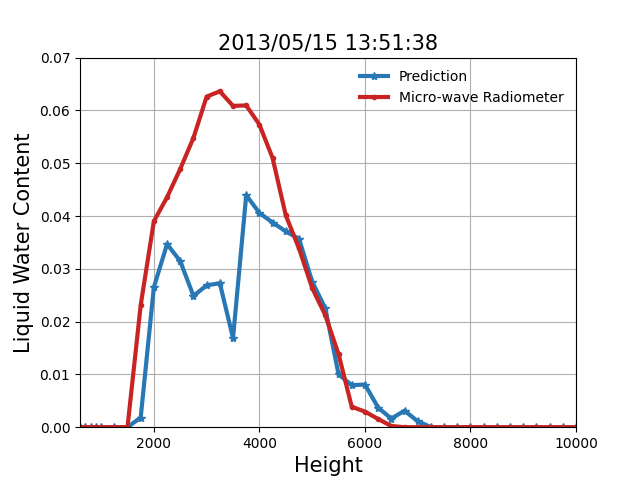 2013/05/15 13:51:38
Prediction
Micro-wave Radiometer
Liquid Water Content
0.07
0.06
0.05
0.04
0.03
0.02
0.01
0.00
2000 4000 6000 8000 10000
Height